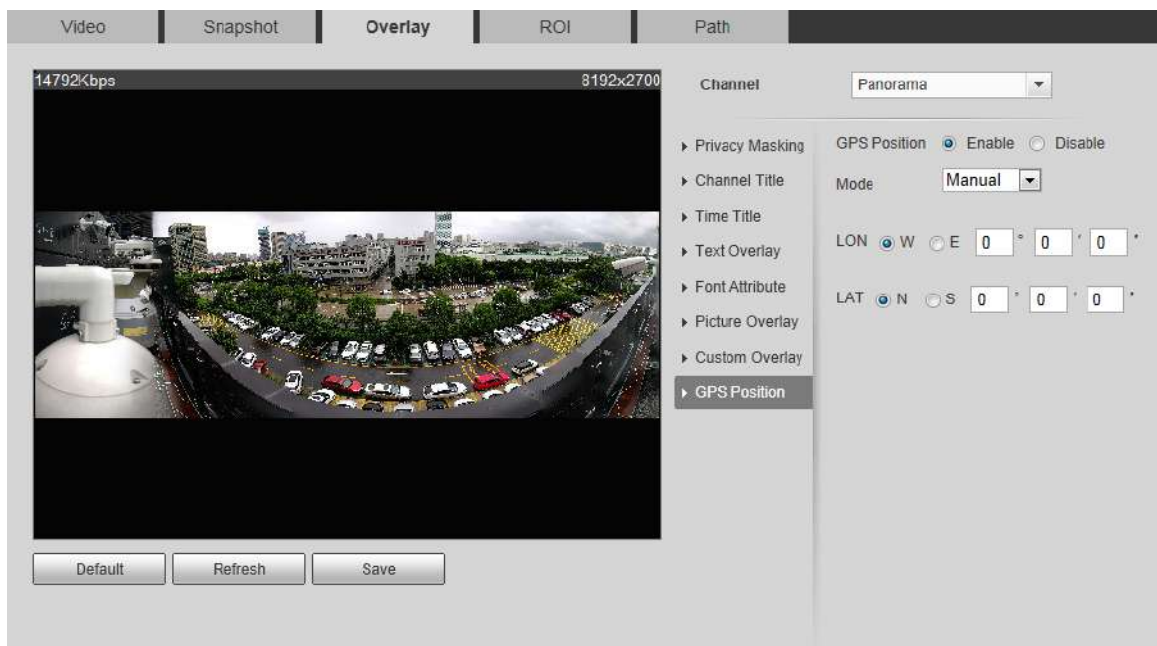 Video Snapshot Overlay ROI Path
14792Kbps 8192x2700
Channel Panorama
Privacy Masking
Channel Title
Time Title
Text Overlay
Font Attribute
Picture Overlay
Custom Overlay
GPS Position
GPS Position Enable Disable
Mode Manual
LON W E 0 ° 0 ' 0 "
LAT N S 0 ° 0 ' 0 "
Default Refresh Save